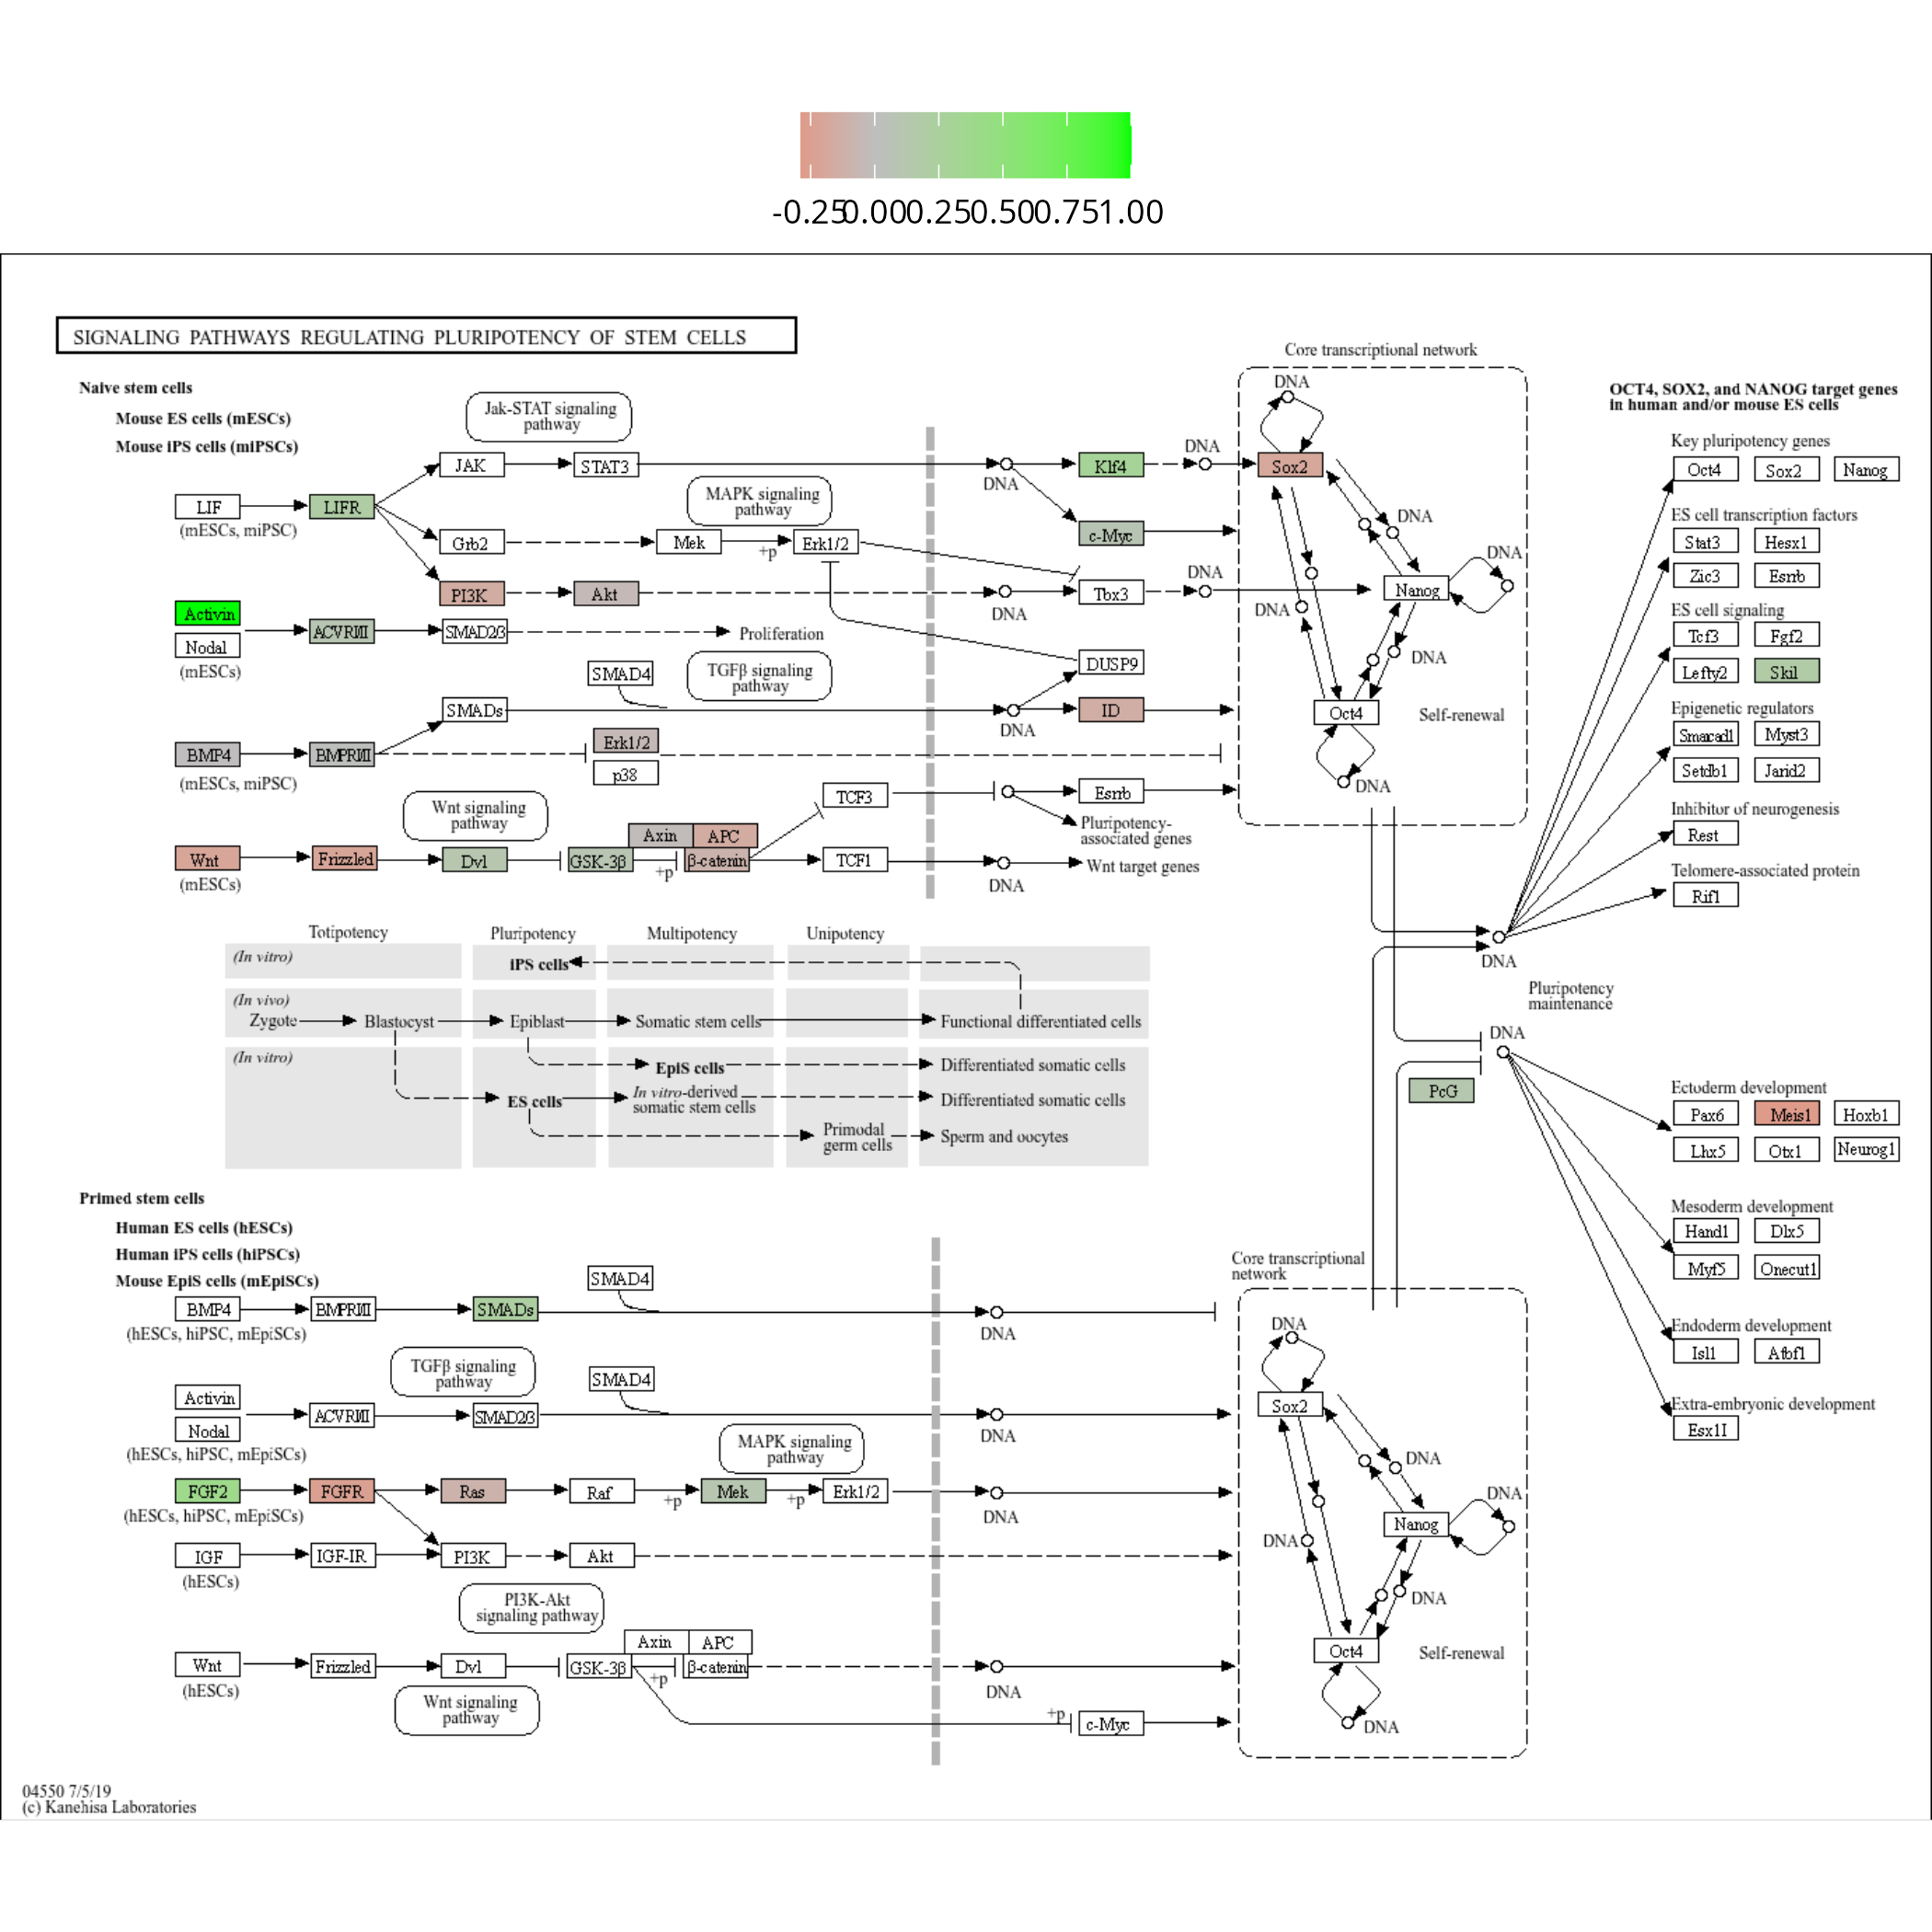 -0.25 0.00 0.25 0.50 0.75 1.00
SIGNALING PATHWAYS REGULATING PLURIPOTENCY OF STEM CELLS
Naive stem cells
Mouse ES cells (mESCs)
Mouse iPS cells (miPSCs)
Jak-STAT signaling
pathway
JAK
STAT3
DNA
Klf4
DNA
LIF
(mESCs, miPSC)
LIFR
MAPK signaling
pathway
c-Myc
Grb2
Mek
+p
Erk1/2
PI3K
Akt
DNA
Tbx3
DNA
Activin
Nodal
(mESCs)
SMAD2/3
Proliferation
SMAD4
TGFβ signaling
pathway
DUSP9
SMADs
DNA
ID
BMP4
(mESCs, miPSC)
Erk1/2
p38
Wnt signaling
pathway
TCF3
Esrrb
Pluripotency-
associated genes
Axin
APC
Wnt
(mESCs)
Frizzled
Dvl
GSK-3β
+p
β-catenin
TCF1
DNA
Wnt target genes
Core transcriptional network
DNA
Sox2
DNA
DNA
Nanog
DNA
DNA
Oct4
Self-renewal
DNA
OCT4, SOX2, and NANOG target genes
in human and/or mouse ES cells
Key pluripotency genes
Oct4 Sox2 Nanog
ES cell transcription factors
Stat3 Hesx1
Zic3 Esrrb
ES cell signaling
Tcf3 Fgf2
Lefty2 Skil
Epigenetic regulators
Smarcad1 Myst3
Setdb1 Jarid2
Inhibitor of neurogenesis
Rest
Telomere-associated protein
Rif1
DNA
Pluripotency
maintenance
DNA
PcG
Ectoderm development
Pax6 Meis1 Hoxb1
Lhx5 Otx1 Neurog1
Mesoderm development
Hand1 Dlx5
Myf5 Onecut1
Endoderm development
Isl1 Atbf1
Extra-embryonic development
Esx1l
Totipotency Pluripotency Multipotency Unipotency
(In vitro)
iPS cells
(In vivo)
Zygote Blastocyst Epiblast Somatic stem cells Functional differentiated cells
(In vitro)
EpiS cells Differentiated somatic cells
ES cells
In vitro-derived
somatic stem cells
Differentiated somatic cells
Primodal
germ cells
Sperm and oocytes
Primed stem cells
Human ES cells (hESCs)
Human iPS cells (hiPSCs)
Mouse EpiS cells (mEpiSCs)
SMAD4
BMP4
SMADs
(hESCs, hiPSC, mEpiSCs)
DNA
TGFβ signaling
pathway
SMAD4
Activin
Nodal
(hESCs, hiPSC, mEpiSCs)
SMAD2/3
DNA
MAPK signaling
pathway
FGF2
(hESCs, hiPSC, mEpiSCs)
FGFR
Ras
Raf
+p
Mek
+p
Erk1/2
DNA
IGF
(hESCs)
IGF-IR
PI3K
Akt
PI3K-Akt
signaling pathway
Axin
APC
Wnt
(hESCs)
Frizzled
Dvl
GSK-3β
+p
β-catenin
DNA
Wnt signaling
pathway
+p
c-Myc
Core transcriptional
network
DNA
Sox2
DNA
DNA
Nanog
DNA
DNA
Oct4
Self-renewal
DNA
04550 7/5/19
(c) Kanehisa Laboratories